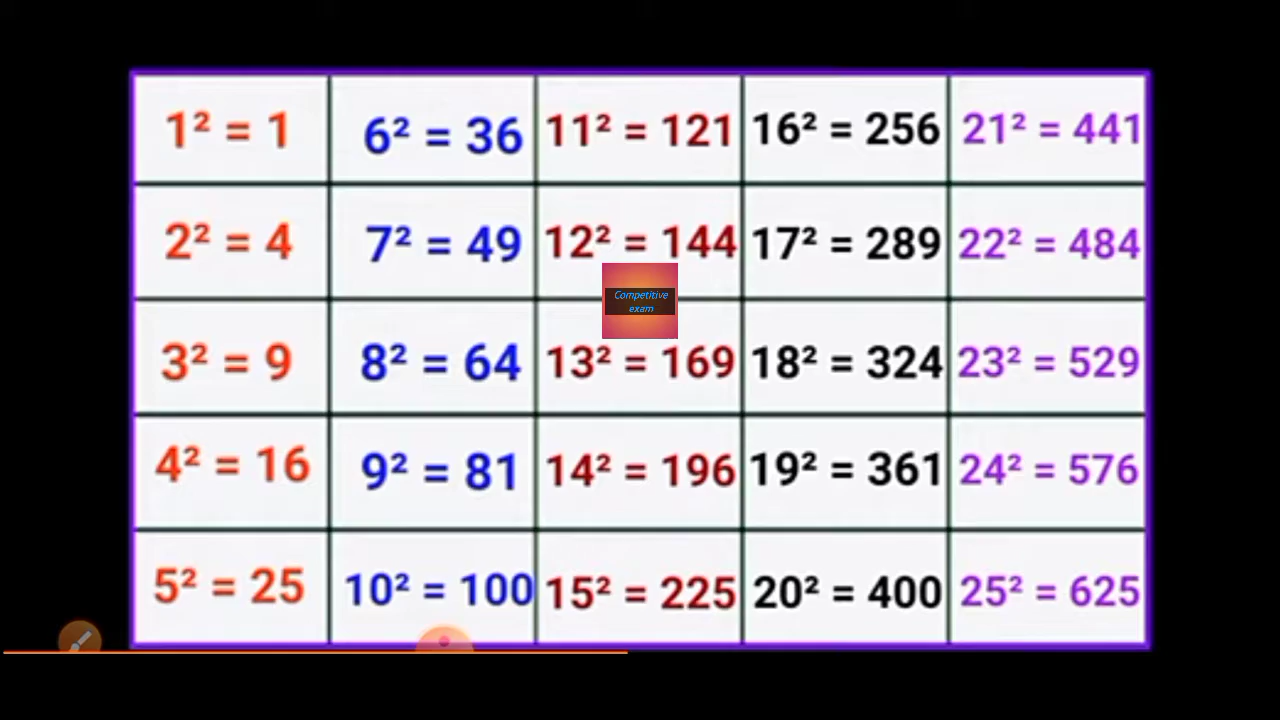 1² = 1 6² = 36 11² = 121 16² = 256 21² = 441
2² = 4 7² = 49 12² = 144 17² = 289 22² = 484
Competitive
exam
3² = 9 8² = 64 13² = 169 18² = 324 23² = 529
4² = 16 9² = 81 14² = 196 19² = 361 24² = 576
5² = 25 10² = 100 15² = 225 20² = 400 25² = 625